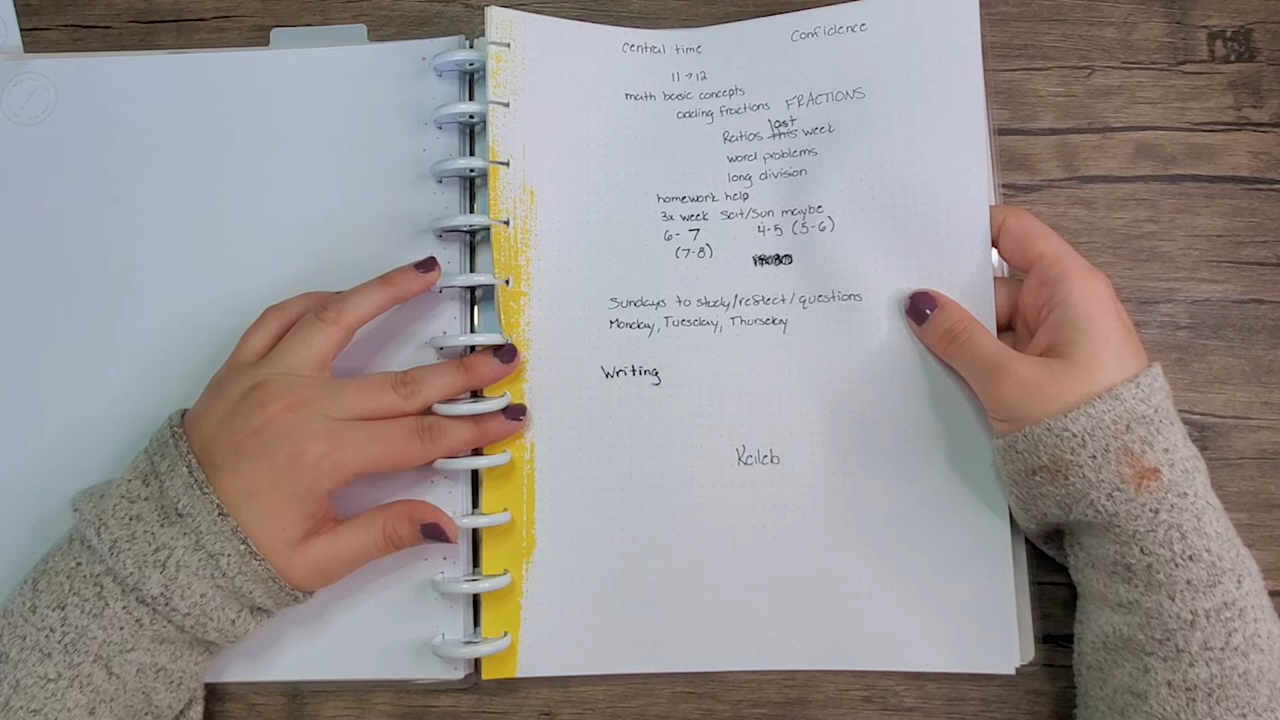 Central time
Confidence
11 → 12
math basic concepts
adding fractions FRACTIONS
last
Ratios this week
word problems
long division
homework help
3x week Sat/Sun maybe
6-7 4-5 (5-6)
(7-8)
Sundays to study/reflect/questions
Monday, Tuesday, Thursday
Writing
Kaleb